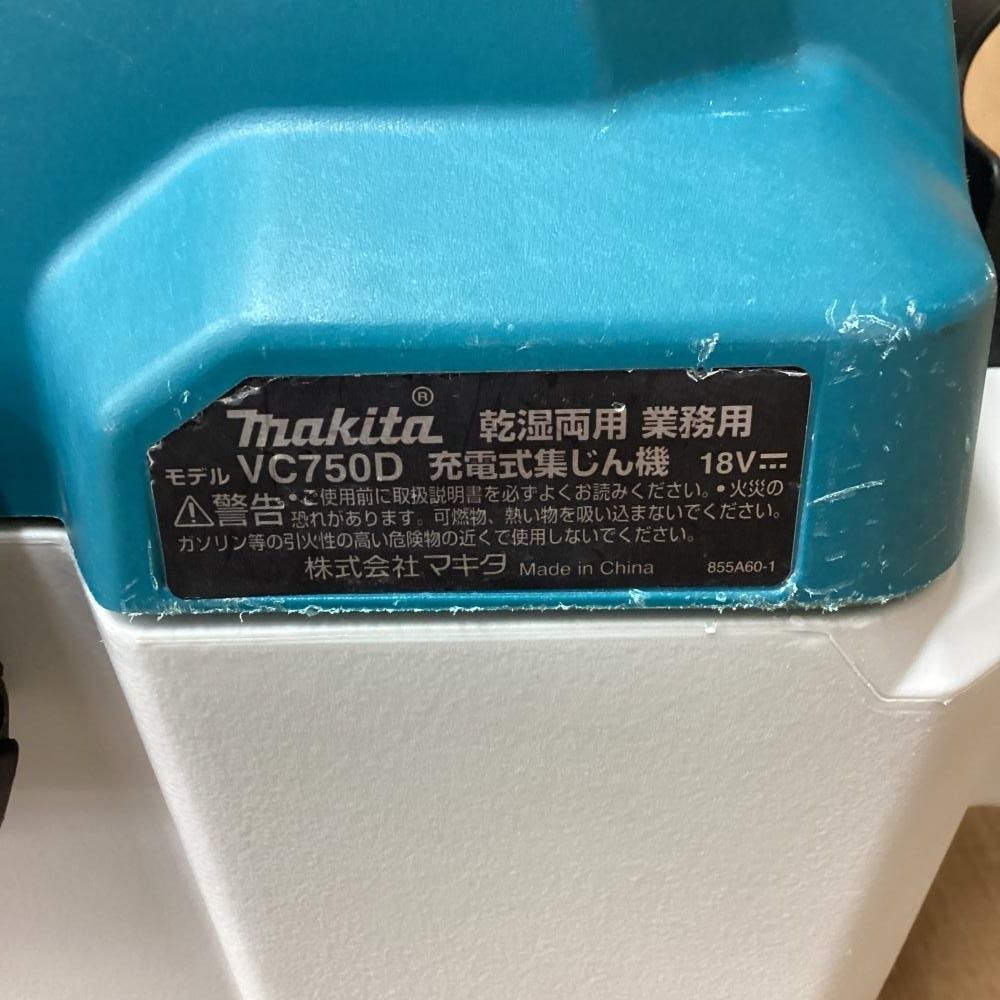 makita® 乾湿両用 業務用
モデル VC750D 充電式集じん機 18V⎓
⚠警告 •ご使用前に取扱説明書を必ずよくお読みください。•火災の
恐れがあります。可燃物、熱い物を吸い込まないでください。
ガソリン等の引火性の高い危険物の近くで使用しないでください。
株式会社マキタ Made in China 855A60-1